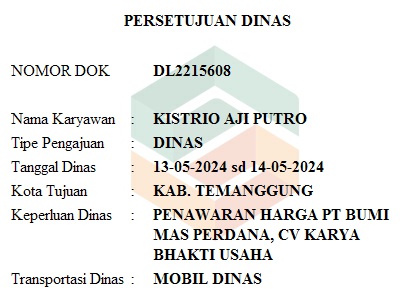 PERSETUJUAN DINAS
NOMOR DOK DL2215608
Nama Karyawan : KISTRIO AJI PUTRO
Tipe Pengajuan : DINAS
Tanggal Dinas : 13-05-2024 sd 14-05-2024
Kota Tujuan : KAB. TEMANGGUNG
Keperluan Dinas : PENAWARAN HARGA PT BUMI
MAS PERDANA, CV KARYA
BHAKTI USAHA
Transportasi Dinas : MOBIL DINAS